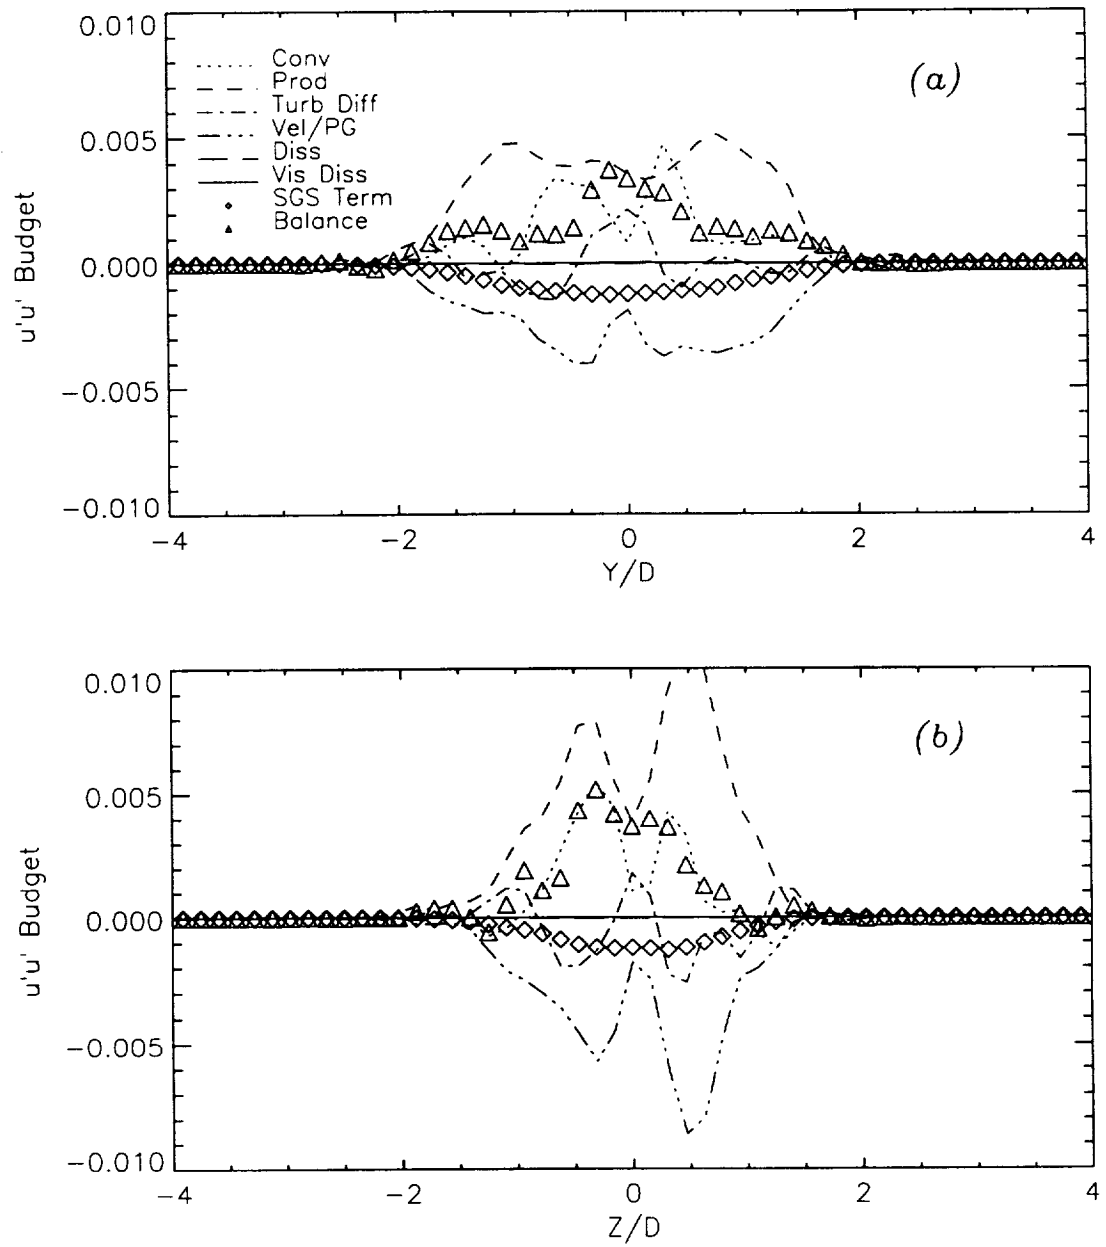 0.010
0.005
0.000
−0.005
−0.010
u'u' Budget
Conv
Prod
Turb Diff
Vel/PG
Diss
Vis Diss
SGS Term
Balance
(a)
−4
−2
0
2
4
Y/D
0.010
0.005
0.000
−0.005
−0.010
u'u' Budget
(b)
−4
−2
0
2
4
Z/D